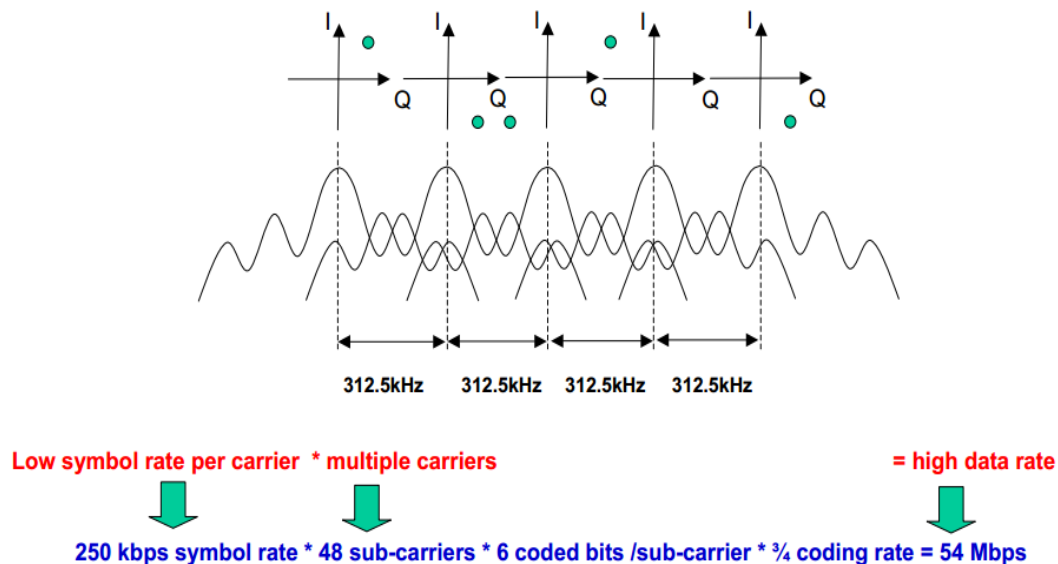 I I I I I
Q Q Q Q Q
312.5kHz 312.5kHz 312.5kHz 312.5kHz
Low symbol rate per carrier * multiple carriers = high data rate
250 kbps symbol rate * 48 sub-carriers * 6 coded bits /sub-carrier * ¾ coding rate = 54 Mbps